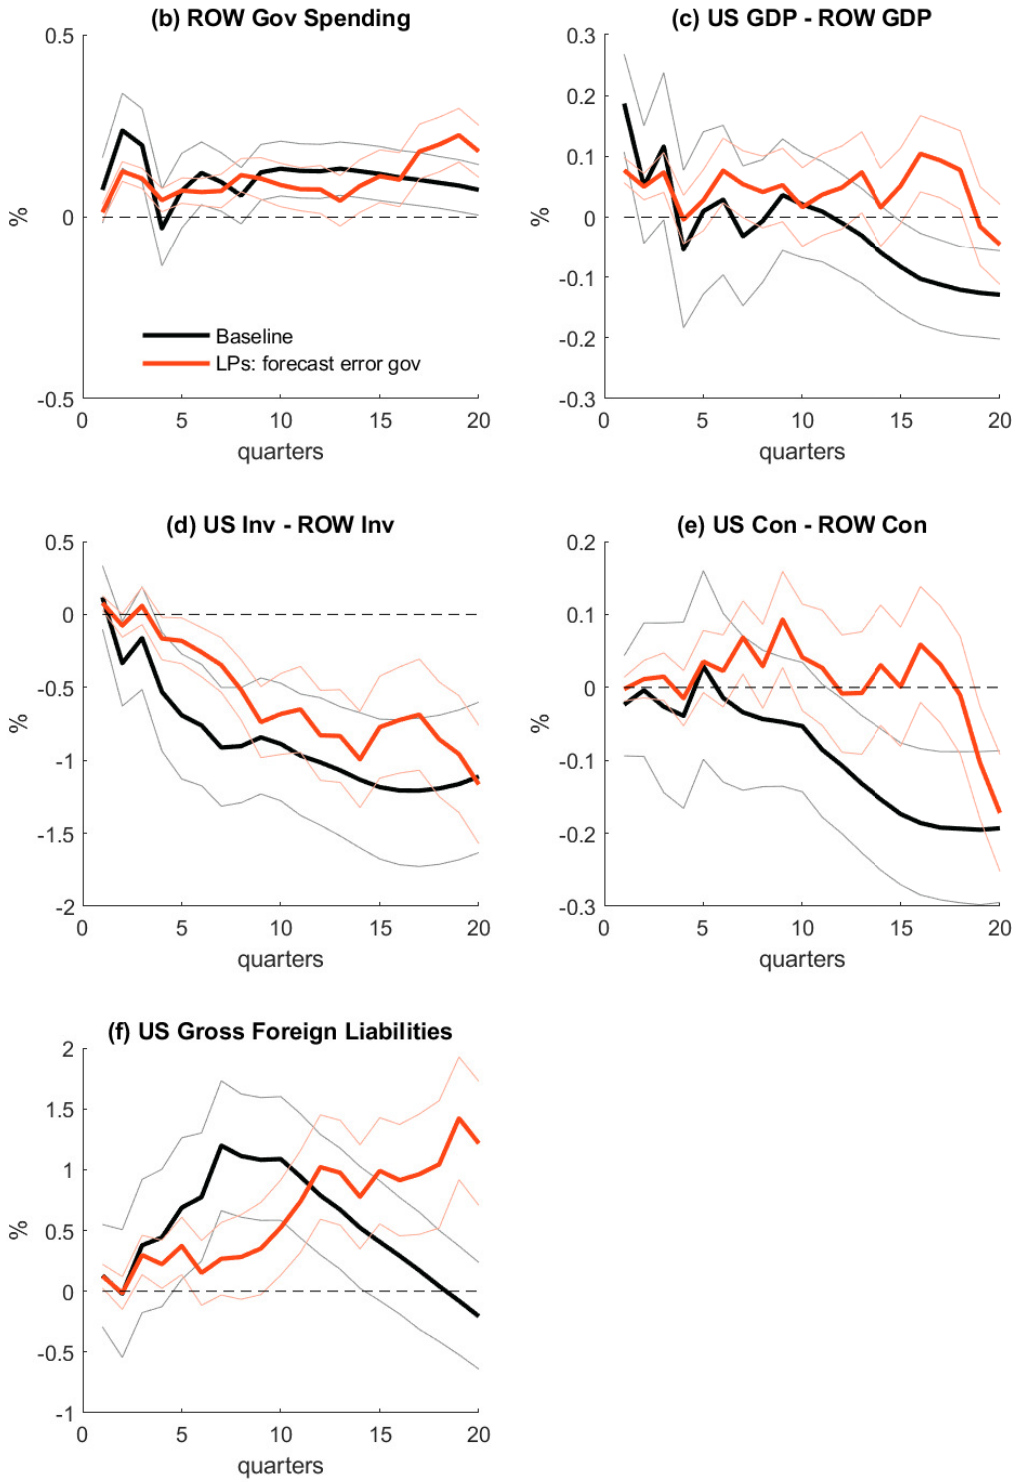 (b) ROW Gov Spending
0.5
0
-0.5
%
Baseline
LPs: forecast error gov
0 5 10 15 20
quarters
(c) US GDP - ROW GDP
0.3
0.2
0.1
0
-0.1
-0.2
-0.3
%
0 5 10 15 20
quarters
(d) US Inv - ROW Inv
0.5
0
-0.5
-1
-1.5
-2
%
0 5 10 15 20
quarters
(e) US Con - ROW Con
0.2
0.1
0
-0.1
-0.2
-0.3
%
0 5 10 15 20
quarters
(f) US Gross Foreign Liabilities
2
1.5
1
0.5
0
-0.5
-1
%
0 5 10 15 20
quarters